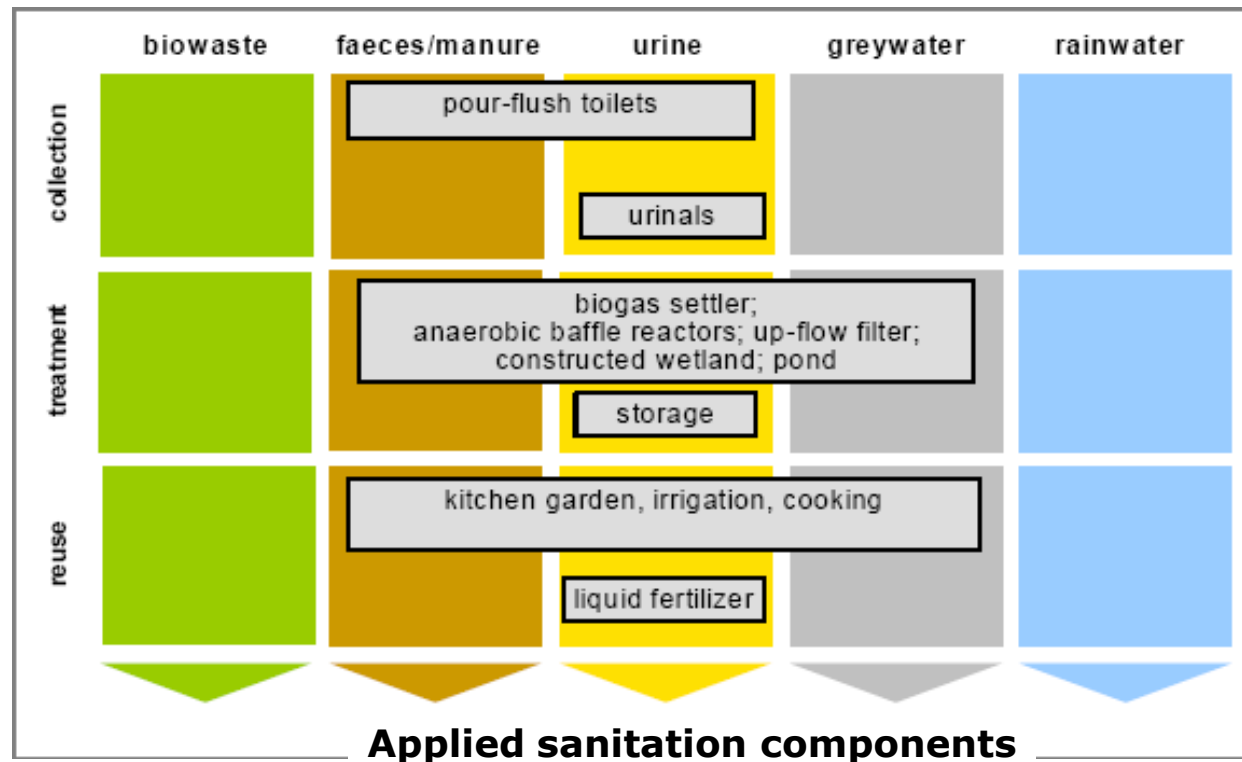 biowaste faeces/manure urine greywater rainwater
collection
pour-flush toilets
urinals
treatment
biogas settler;
anaerobic baffle reactors; up-flow filter;
constructed wetland; pond
storage
reuse
kitchen garden, irrigation, cooking
liquid fertilizer
Applied sanitation components